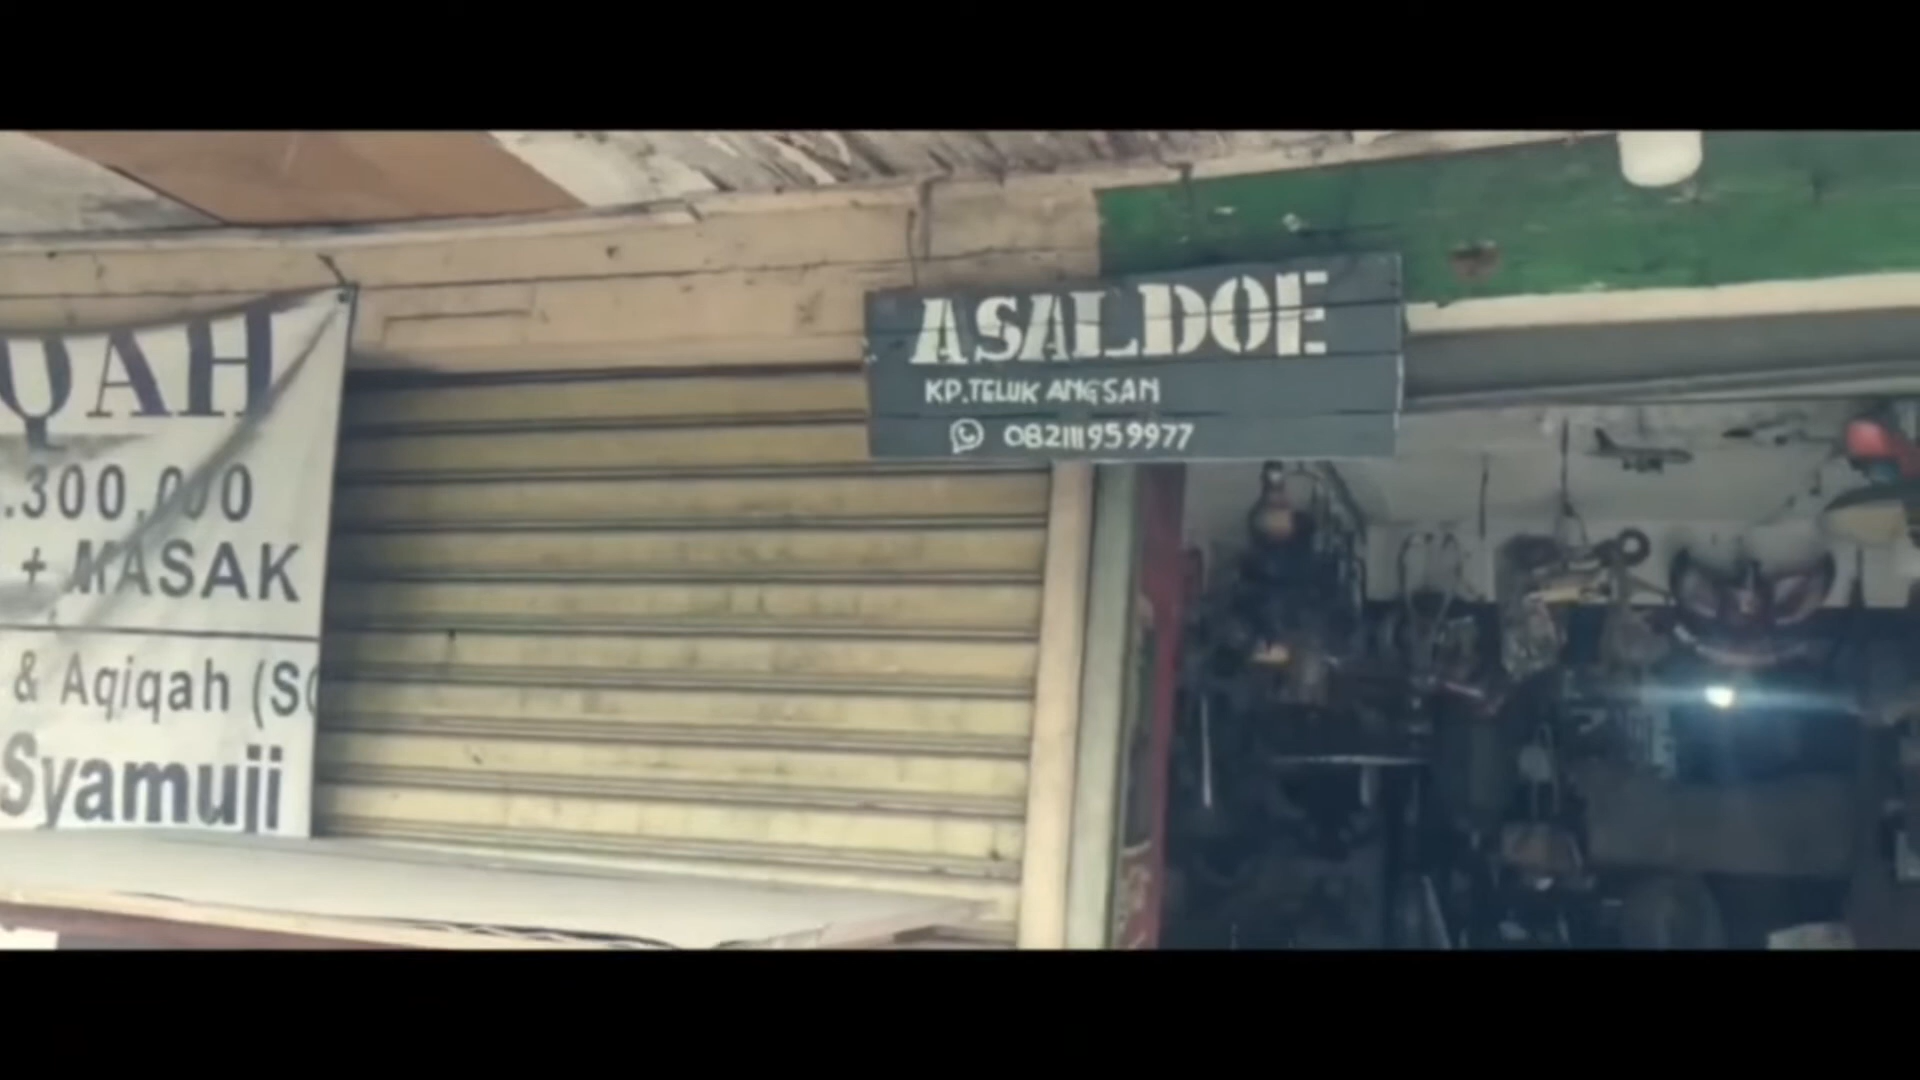 QAH
.300.000
+ MASAK
& Aqiqah (S
Syamuji
ASALDOE
KP.TELUK ANGSAN
082111959977